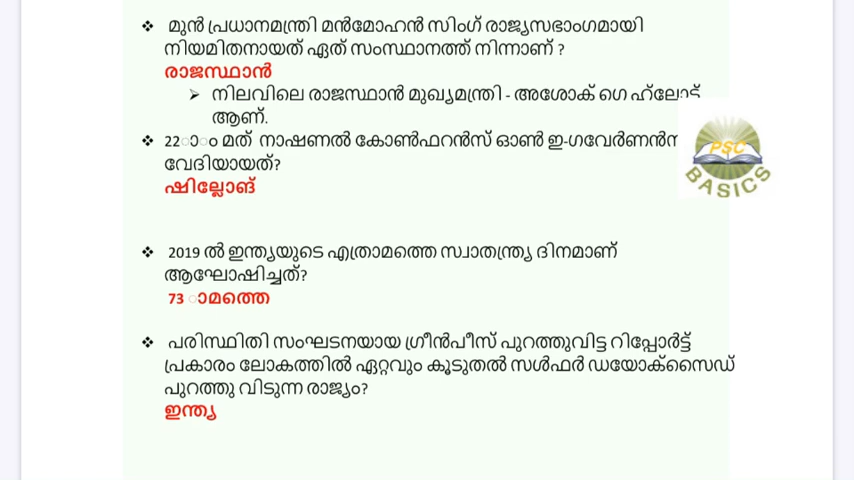 ❖ മുൻ പ്രധാനമന്ത്രി മൻമോഹൻ സിംഗ് രാജ്യസഭാംഗമായി
നിയമിതനായത് ഏത് സംസ്ഥാനത്ത് നിന്നാണ് ?
രാജസ്ഥാൻ
➢ നിലവിലെ രാജസ്ഥാൻ മുഖ്യമന്ത്രി - അശോക് ഗെ ഹ്ലോട്ട്
ആണ്.
❖ 22ാം മത് നാഷണൽ കോൺഫറൻസ് ഓൺ ഇ-ഗവേർണൻസ്
വേദിയായത്?
ഷില്ലോങ്
PSC
BASICS
❖ 2019 ൽ ഇന്ത്യയുടെ എത്രാമത്തെ സ്വാതന്ത്ര്യ ദിനമാണ്
ആഘോഷിച്ചത്?
73 ാമത്തെ
❖ പരിസ്ഥിതി സംഘടനയായ ഗ്രീൻപീസ് പുറത്തുവിട്ട റിപ്പോർട്ട്
പ്രകാരം ലോകത്തിൽ ഏറ്റവും കൂടുതൽ സൾഫർ ഡയോക്സൈഡ്
പുറത്തു വിടുന്ന രാജ്യം?
ഇന്ത്യ